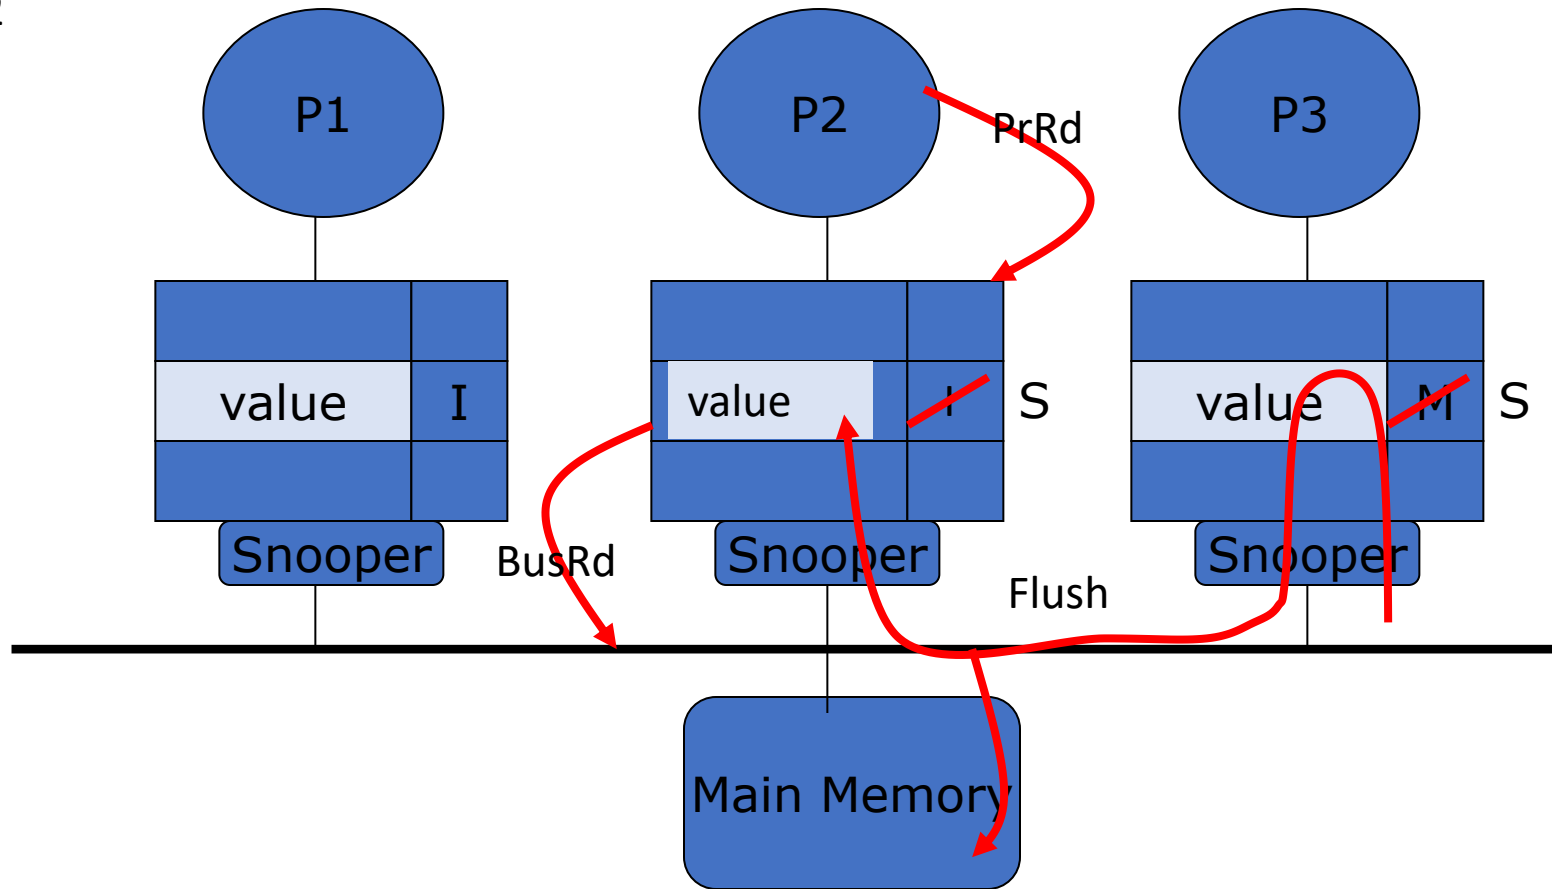 P1
P2
P3
PrRd
value
I
value
I
S
value
M
S
Snooper
Snooper
Snooper
BusRd
Flush
Main Memory